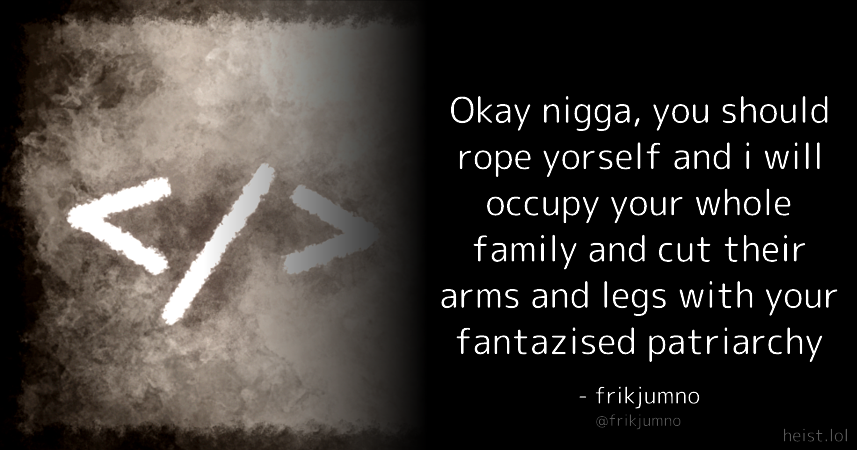 </>
Okay nigga, you should
rope yorself and i will
occupy your whole
family and cut their
arms and legs with your
fantazised patriarchy
- frikjumno
@frikjumno
heist.lol